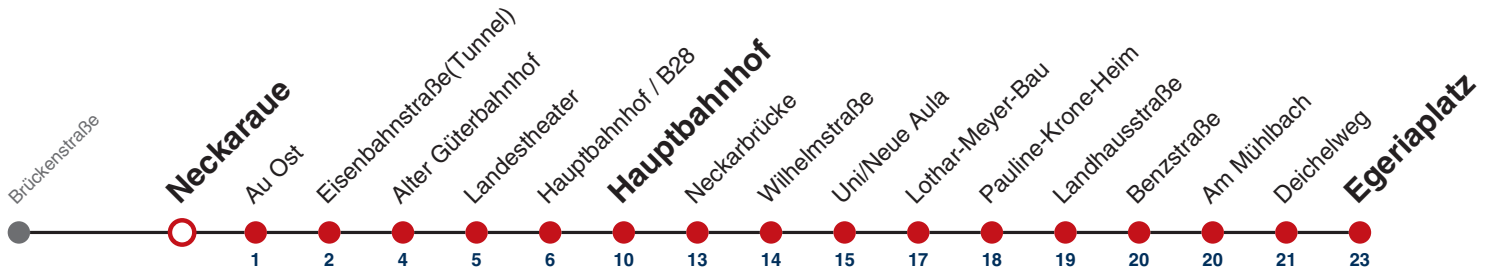 Brückenstraße
Neckaraue
Au Ost
Eisenbahnstraße(Tunnel)
Alter Güterbahnhof
Landestheater
Hauptbahnhof / B28
Hauptbahnhof
Neckarbrücke
Wilhelmstraße
Uni/Neue Aula
Lothar-Meyer-Bau
Pauline-Krone-Heim
Landhausstraße
Benzstraße
Am Mühlbach
Deichelweg
Egeriaplatz
1 2 4 5 6 10 13 14 15 17 18 19 20 20 21 23